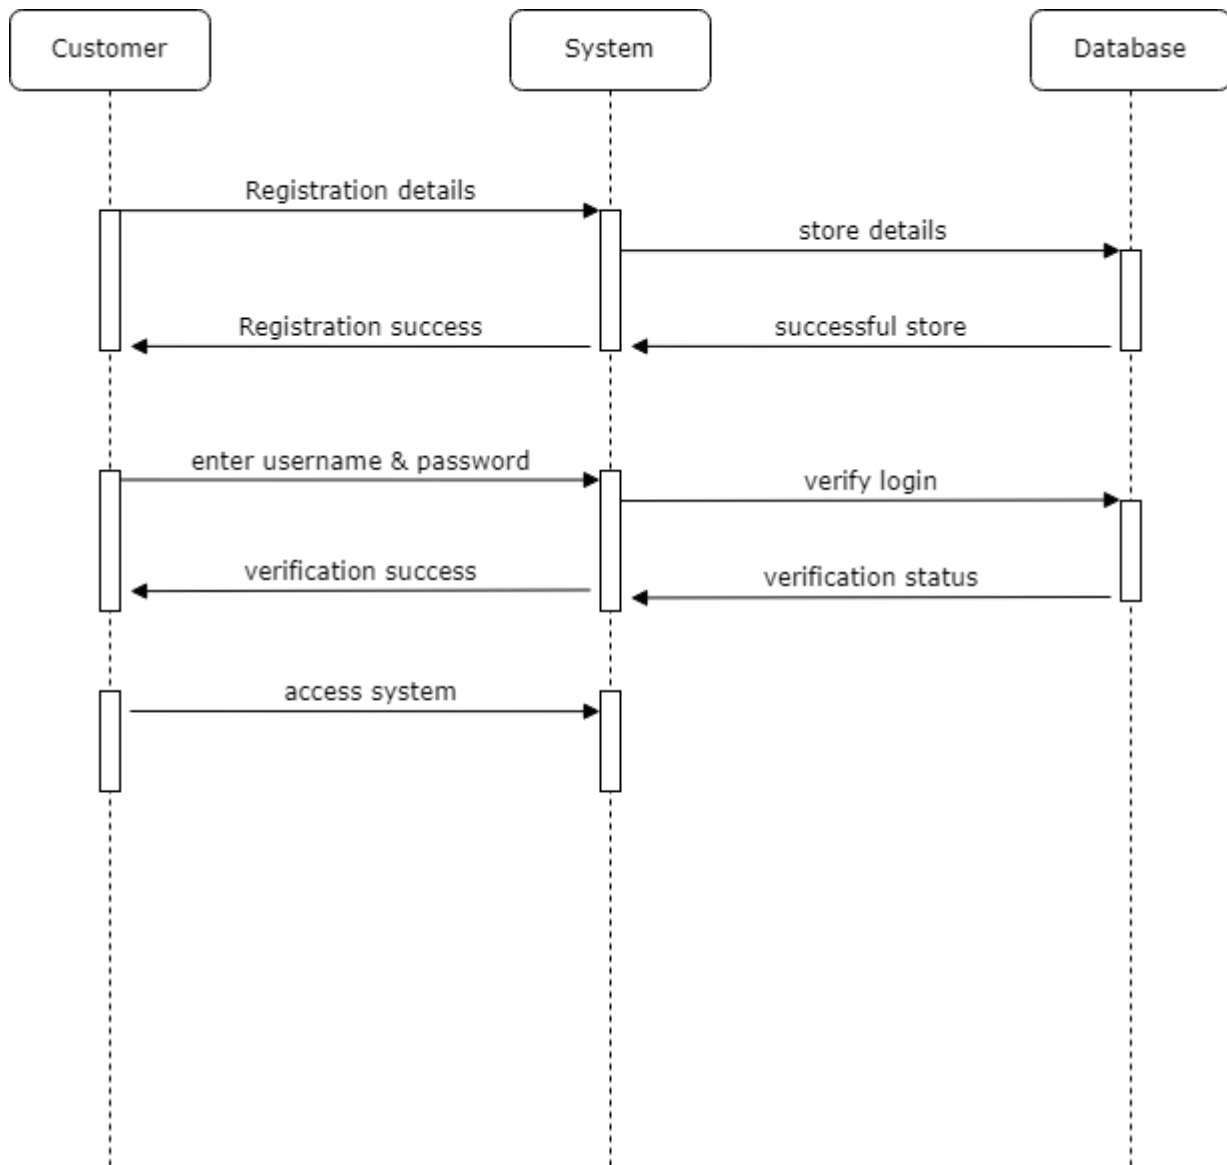 Customer
System
Database
Registration details
store details
Registration success
successful store
enter username & password
verify login
verification success
verification status
access system